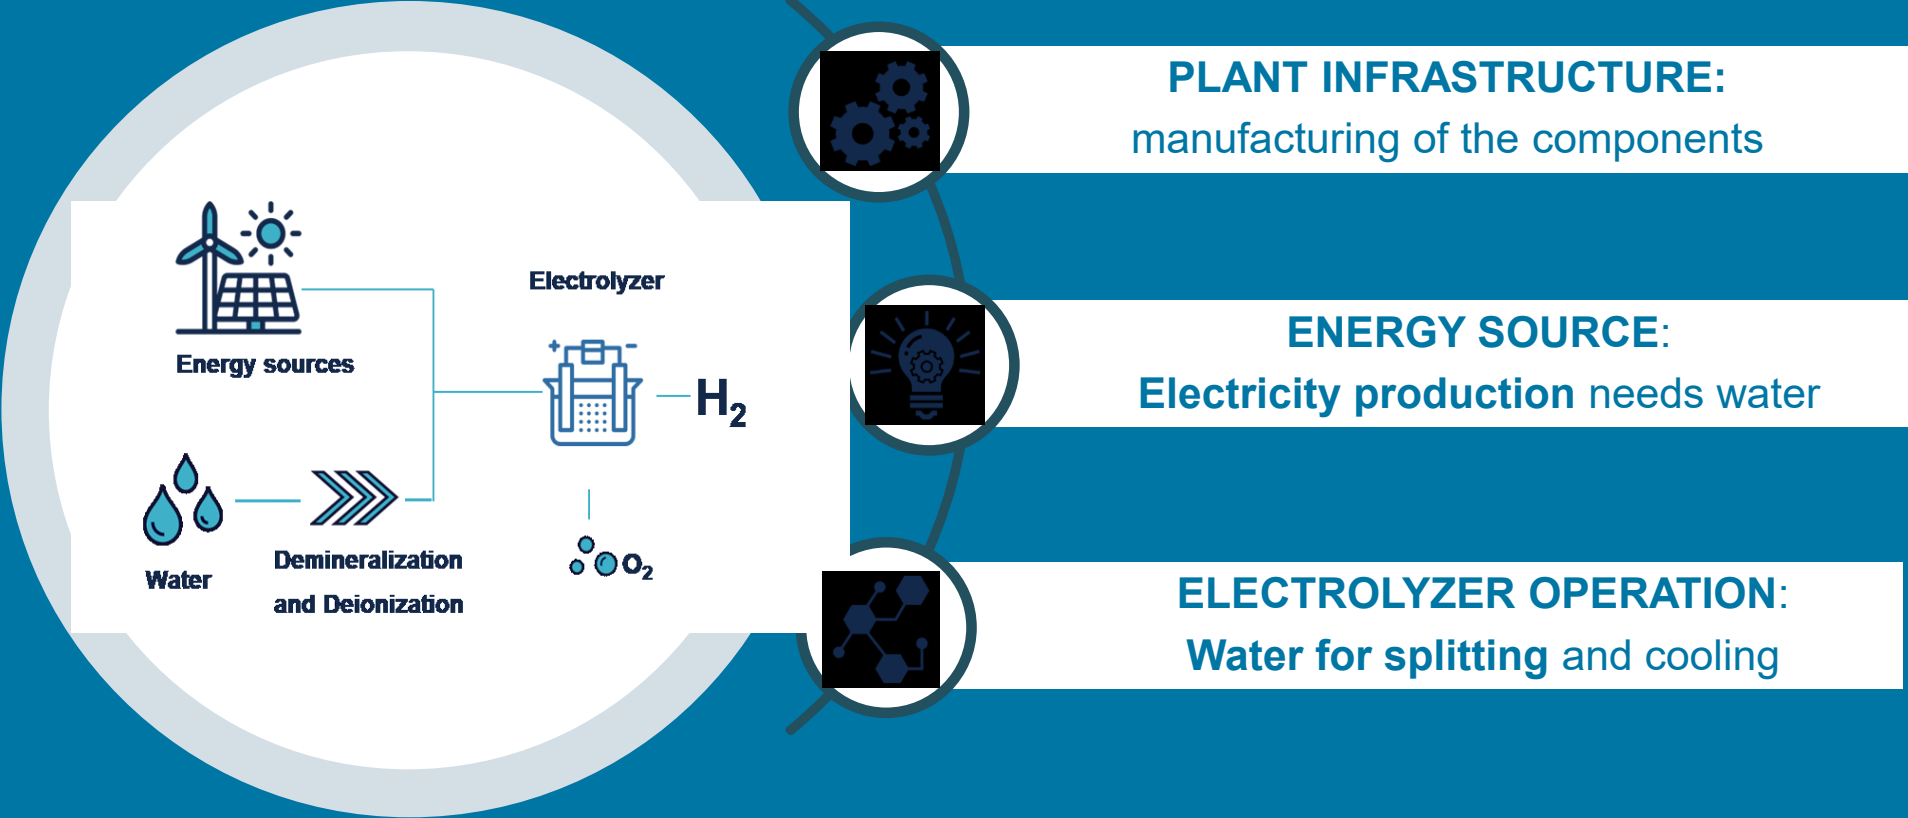 Energy sources
Water
Demineralization
and Deionization
Electrolyzer
+ −
H₂
O₂
PLANT INFRASTRUCTURE:
manufacturing of the components
ENERGY SOURCE:
Electricity production needs water
ELECTROLYZER OPERATION:
Water for splitting and cooling